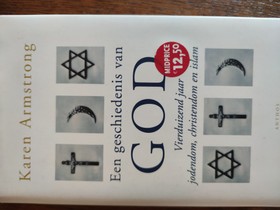 Karen Armstrong
Een geschiedenis van
GOD
Vierduizend jaar
jodendom, christendom en islam
MIDPRICE
€ 12,50